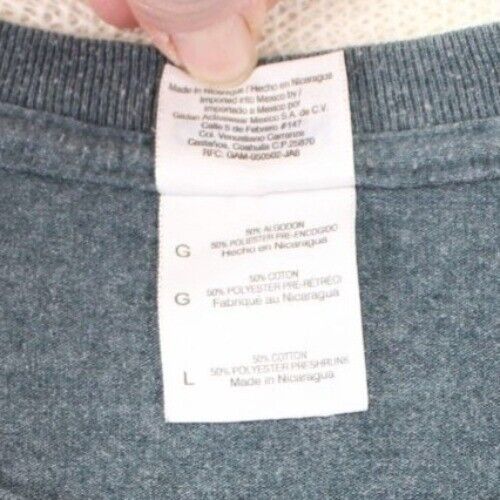 Made in Nicaragua / Hecho en Nicaragua
Imported into Mexico by /
importado a Mexico por
Gildan Activewear Mexico S.A. de C.V.
Calle 5 de Febrero #147
Col. Venustiano Carranza
Castaños, Coahuila C.P. 25870
RFC: GAM-050502-JA6
50% ALGODON
G 50% POLIESTER PRE-ENCOGIDO
Hecho en Nicaragua
50% COTON
G 50% POLYESTER PRE-RÉTRÉCI
Fabriqué au Nicaragua
50% COTTON
L 50% POLYESTER PRESHRUNK
Made in Nicaragua